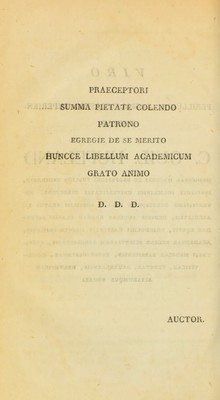 PRAECEPTORI
SUMMA PIETATE COLENDO
PATRONO
EGREGIE DE SE MERITO
HUNCCE LIBELLUM ACADEMICUM
GRATO ANIMO
D. D. D.
AUCTOR.